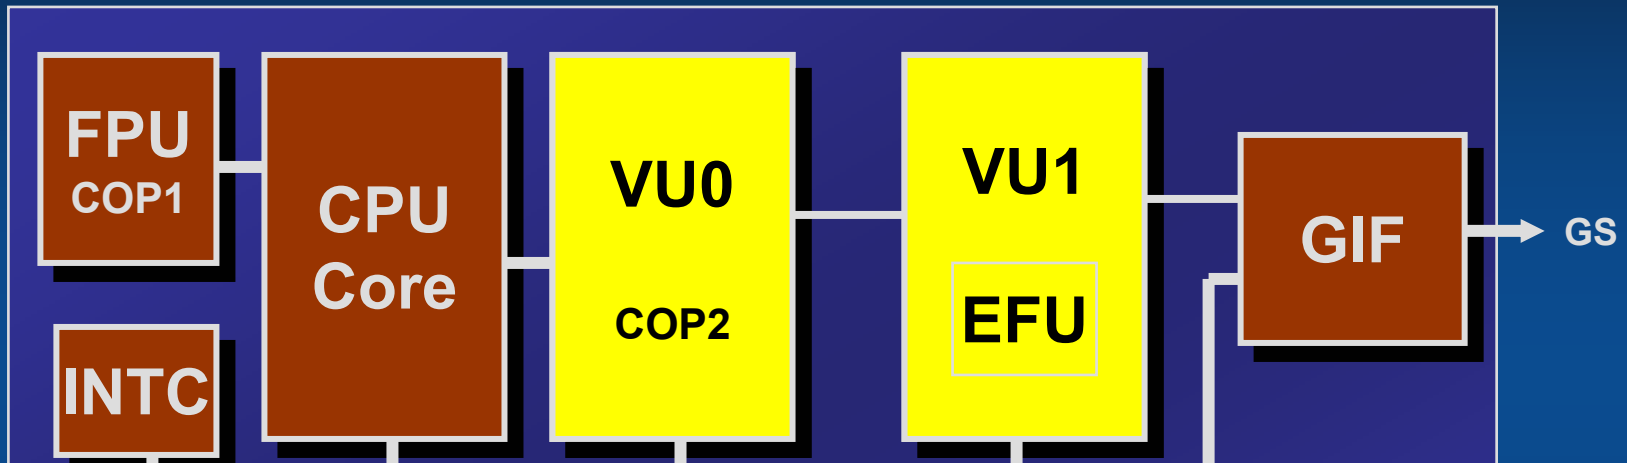 FPU
COP1
CPU
Core
VU0
COP2
VU1
EFU
GIF
GS
INTC